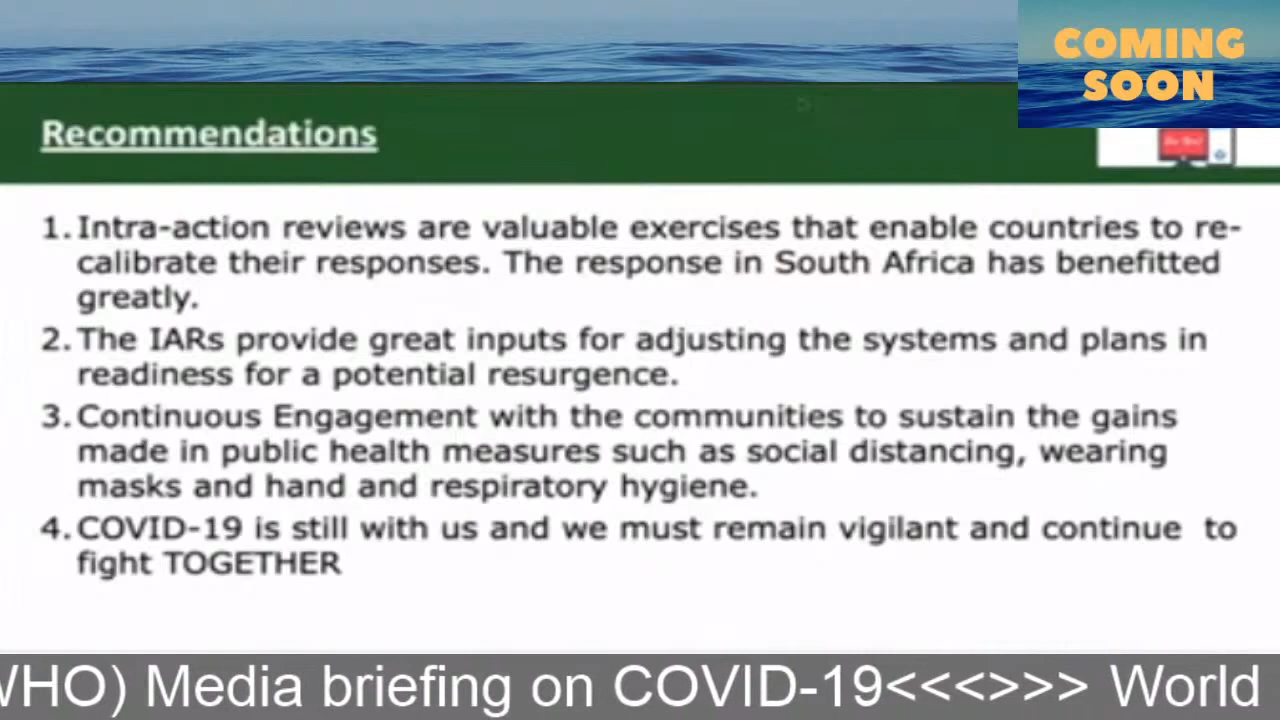 COMING
SOON
Recommendations
1. Intra-action reviews are valuable exercises that enable countries to re-
calibrate their responses. The response in South Africa has benefitted
greatly.
2. The IARs provide great inputs for adjusting the systems and plans in
readiness for a potential resurgence.
3. Continuous Engagement with the communities to sustain the gains
made in public health measures such as social distancing, wearing
masks and hand and respiratory hygiene.
4. COVID-19 is still with us and we must remain vigilant and continue to
fight TOGETHER
WHO) Media briefing on COVID-19<<<>>> World